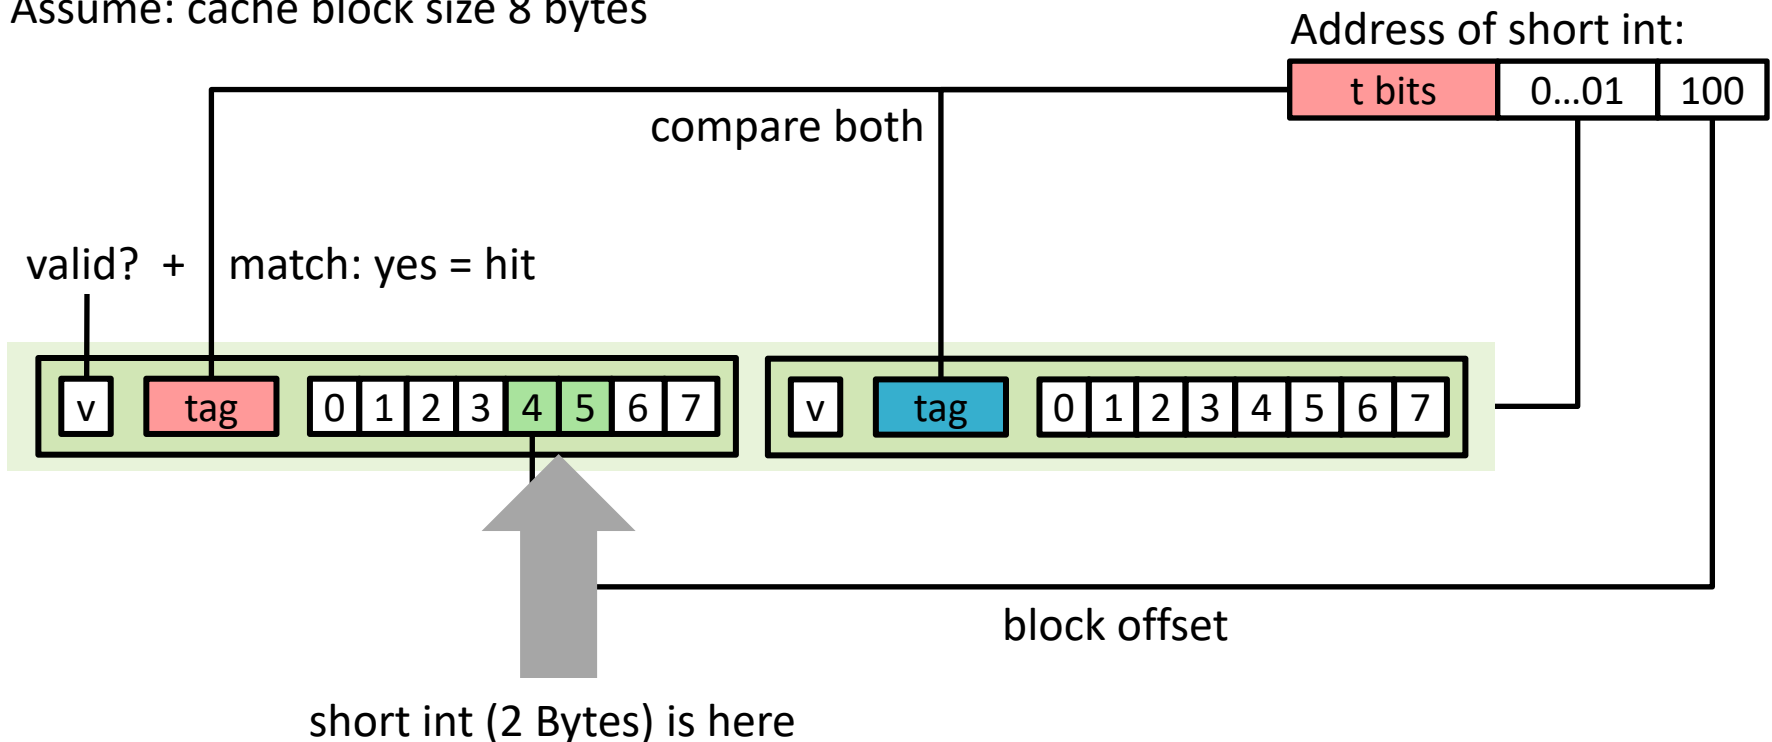 Assume: cache block size 8 bytes
Address of short int:
t bits 0...01 100
compare both
valid? + match: yes = hit
v tag 0 1 2 3 4 5 6 7 v tag 0 1 2 3 4 5 6 7
block offset
short int (2 Bytes) is here